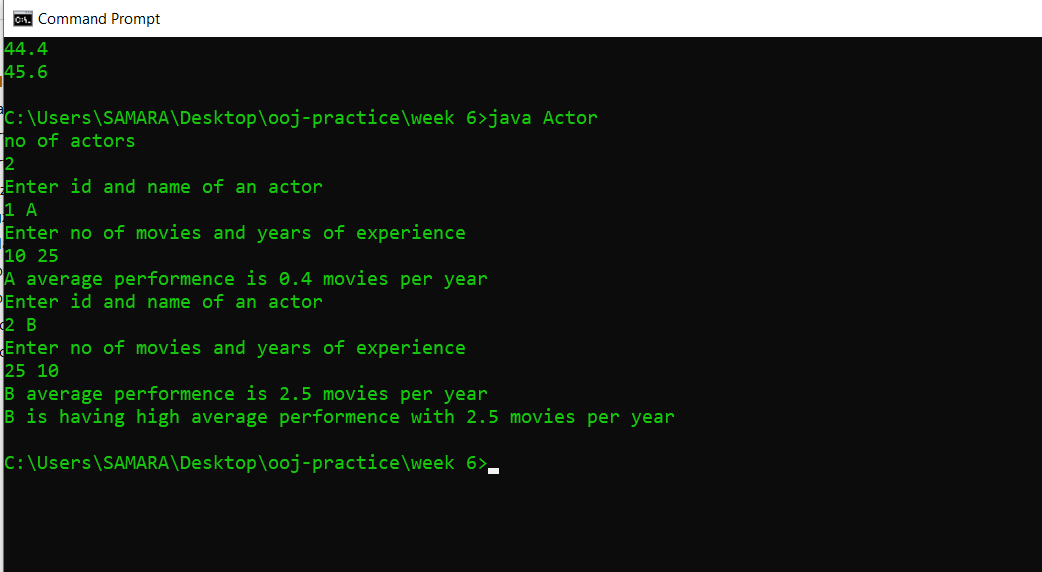 Command Prompt
44.4
45.6
C:\Users\SAMARA\Desktop\ooj-practice\week 6>java Actor
no of actors
2
Enter id and name of an actor
1 A
Enter no of movies and years of experience
10 25
A average performence is 0.4 movies per year
Enter id and name of an actor
2 B
Enter no of movies and years of experience
25 10
B average performence is 2.5 movies per year
B is having high average performence with 2.5 movies per year
C:\Users\SAMARA\Desktop\ooj-practice\week 6>